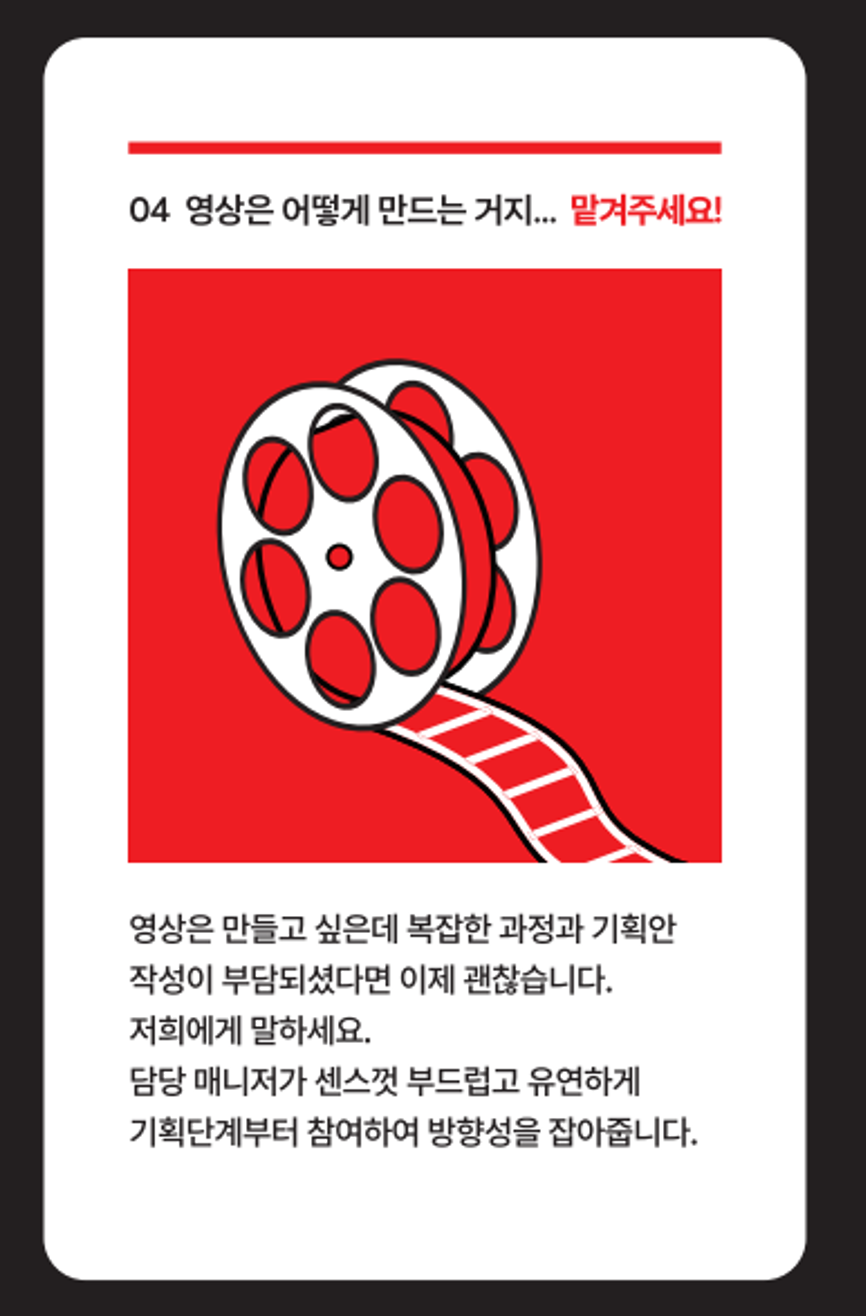 04 영상은 어떻게 만드는 거지... 맡겨주세요!
영상은 만들고 싶은데 복잡한 과정과 기획안
작성이 부담되셨다면 이제 괜찮습니다.
저희에게 말하세요.
담당 매니저가 센스껏 부드럽고 유연하게
기획단계부터 참여하여 방향성을 잡아줍니다.